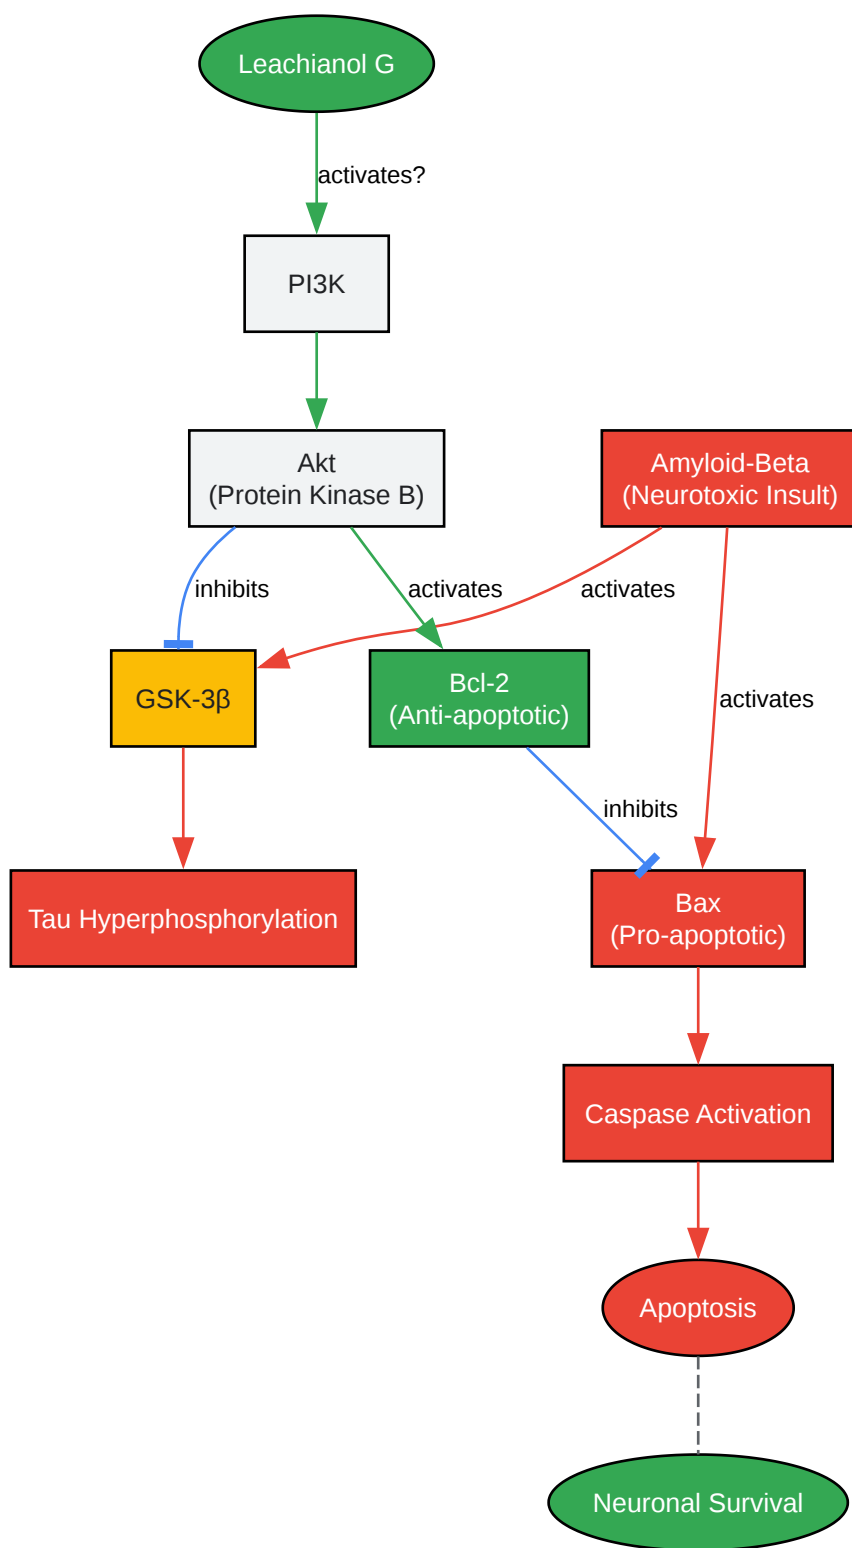 Leachianol G
activates?
PI3K
Akt
(Protein Kinase B)
Amyloid-Beta
(Neurotoxic Insult)
inhibits
activates
activates
GSK-3β
Bcl-2
(Anti-apoptotic)
activates
inhibits
Tau Hyperphosphorylation
Bax
(Pro-apoptotic)
Caspase Activation
Apoptosis
Neuronal Survival